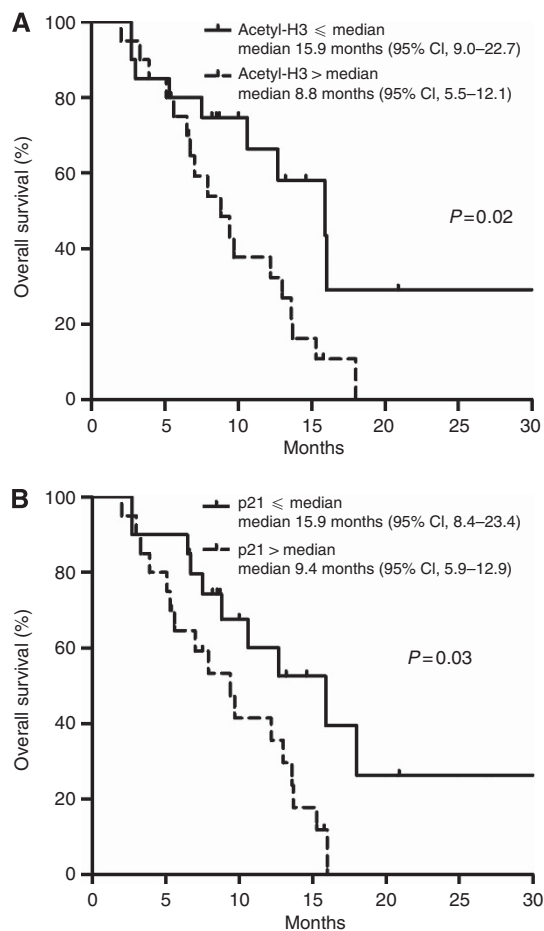 A
Acetyl-H3 ⩽ median
median 15.9 months (95% CI, 9.0–22.7)
Acetyl-H3 > median
median 8.8 months (95% CI, 5.5–12.1)
P=0.02
Overall survival (%)
100
80
60
40
20
0
0 5 10 15 20 25 30
Months
B
p21 ⩽ median
median 15.9 months (95% CI, 8.4–23.4)
p21 > median
median 9.4 months (95% CI, 5.9–12.9)
P=0.03
Overall survival (%)
100
80
60
40
20
0
0 5 10 15 20 25 30
Months